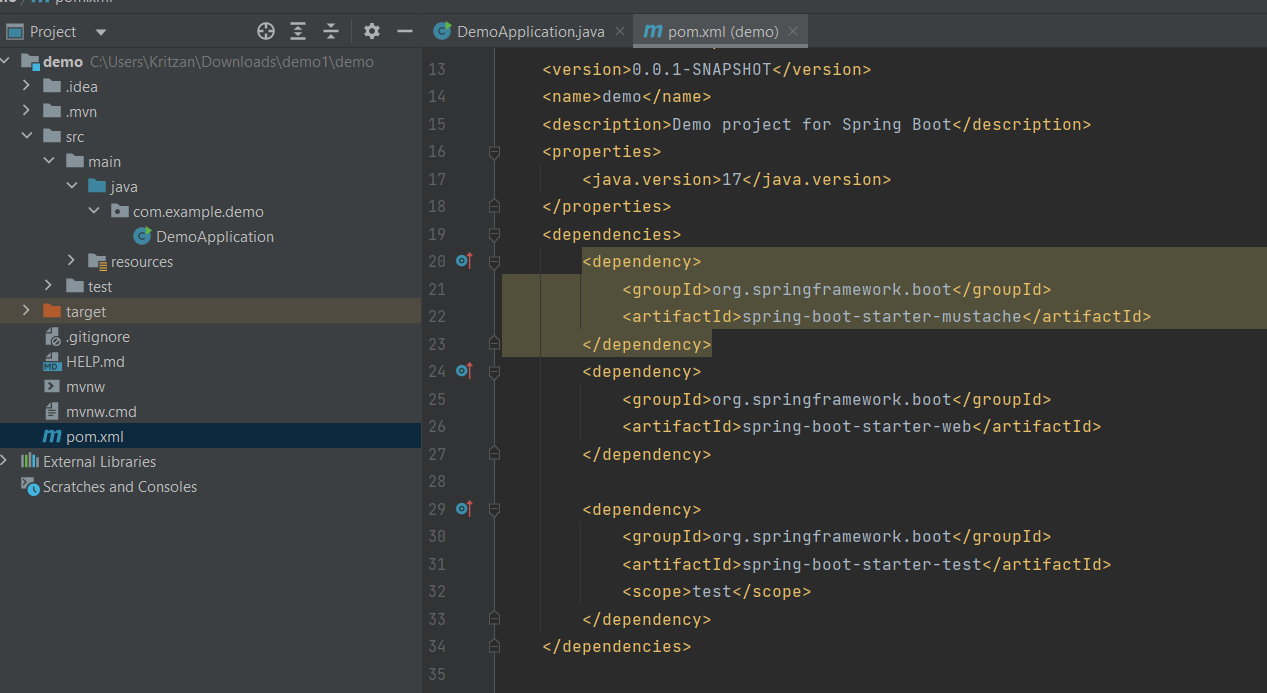 pom.xml
Project
DemoApplication.java
pom.xml (demo)
demo C:\Users\Kritzan\Downloads\demo1\demo
.idea
.mvn
src
main
java
com.example.demo
DemoApplication
resources
test
target
.gitignore
HELP.md
mvnw
mvnw.cmd
pom.xml
External Libraries
Scratches and Consoles
13 <version>0.0.1-SNAPSHOT</version>
14 <name>demo</name>
15 <description>Demo project for Spring Boot</description>
16 <properties>
17 <java.version>17</java.version>
18 </properties>
19 <dependencies>
20 <dependency>
21 <groupId>org.springframework.boot</groupId>
22 <artifactId>spring-boot-starter-mustache</artifactId>
23 </dependency>
24 <dependency>
25 <groupId>org.springframework.boot</groupId>
26 <artifactId>spring-boot-starter-web</artifactId>
27 </dependency>
28
29 <dependency>
30 <groupId>org.springframework.boot</groupId>
31 <artifactId>spring-boot-starter-test</artifactId>
32 <scope>test</scope>
33 </dependency>
34 </dependencies>
35